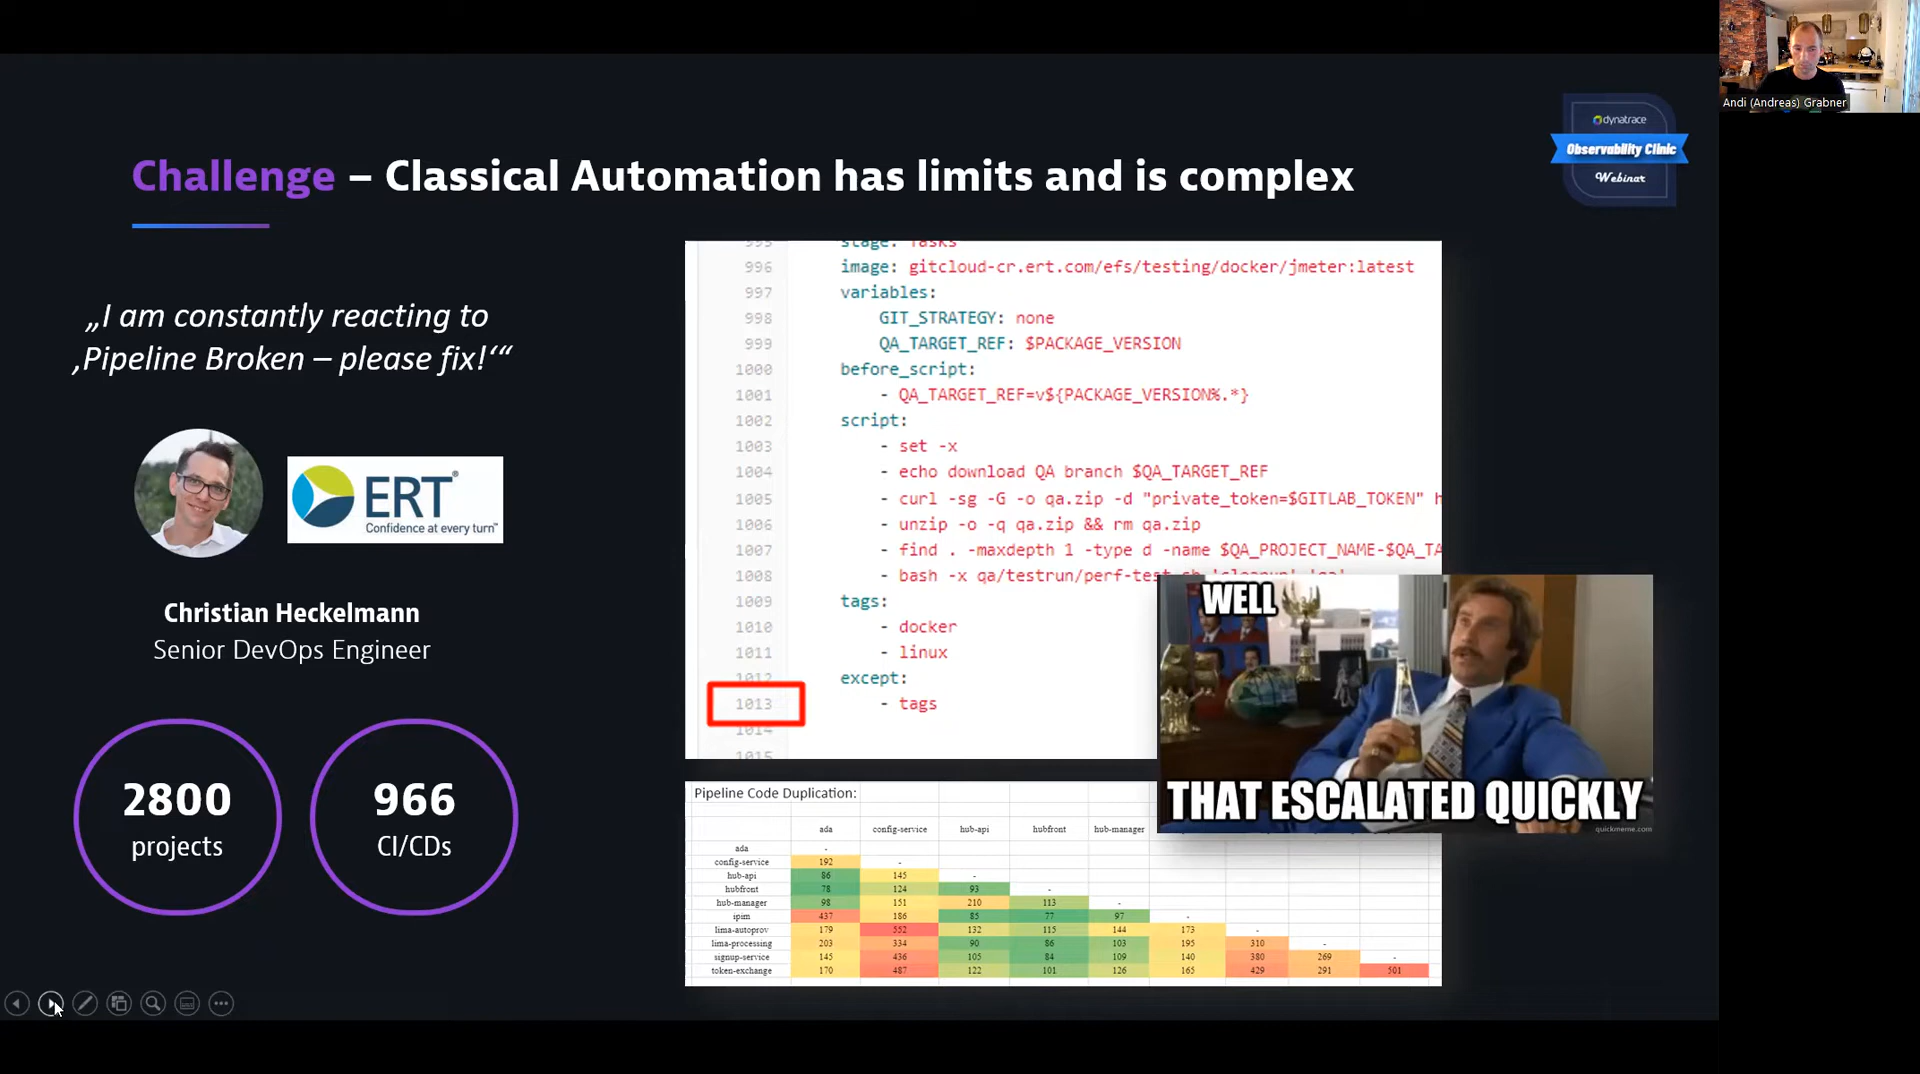 Andi (Andreas) Grabner
dynatrace
Observability Clinic
Webinar
Challenge – Classical Automation has limits and is complex
„I am constantly reacting to
‚Pipeline Broken – please fix!‘“
ERT®
Confidence at every turn™
Christian Heckelmann
Senior DevOps Engineer
2800
projects
966
CI/CDs
995 stage: Tasks
996 image: gitcloud-cr.ert.com/efs/testing/docker/jmeter:latest
997 variables:
998 GIT_STRATEGY: none
999 QA_TARGET_REF: $PACKAGE_VERSION
1000 before_script:
1001 - QA_TARGET_REF=v${PACKAGE_VERSION%.*}
1002 script:
1003 - set -x
1004 - echo download QA branch $QA_TARGET_REF
1005 - curl -sg -G -o qa.zip -d "private_token=$GITLAB_TOKEN" h
1006 - unzip -o -q qa.zip && rm qa.zip
1007 - find . -maxdepth 1 -type d -name $QA_PROJECT_NAME-$QA_TA
1008 - bash -x qa/testrun/perf-test.sh 'cleanup' 'qa'
1009 tags:
1010 - docker
1011 - linux
1012 except:
1013 - tags
1014
1015
WELL
THAT ESCALATED QUICKLY
quickmeme.com
Pipeline Code Duplication:
ada config-service hub-api hubfront hub-manager
ada -
config-service 192 -
hub-api 86 145 -
hubfront 78 124 93 -
hub-manager 98 151 210 113 -
ipim 437 186 85 77 97 -
lima-autoprov 179 552 132 115 144 173 -
lima-processing 203 334 90 86 103 195 310 -
signup-service 145 436 105 84 109 140 380 269 -
token-exchange 170 487 122 101 126 165 429 291 501